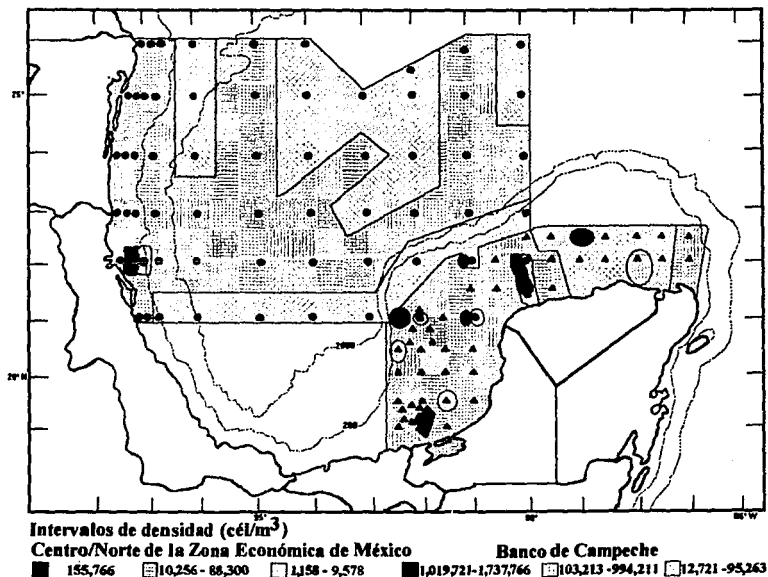 25°
20° N
2000
200
95°
90°
86° W
Intervalos de densidad (cél/m3)
Centro/Norte de la Zona Económica de México
Banco de Campeche
155,766
10,256 - 88,300
1,158 - 9,578
1,019,721-1,737,766
103,213 -994,211
12,721 -95,263